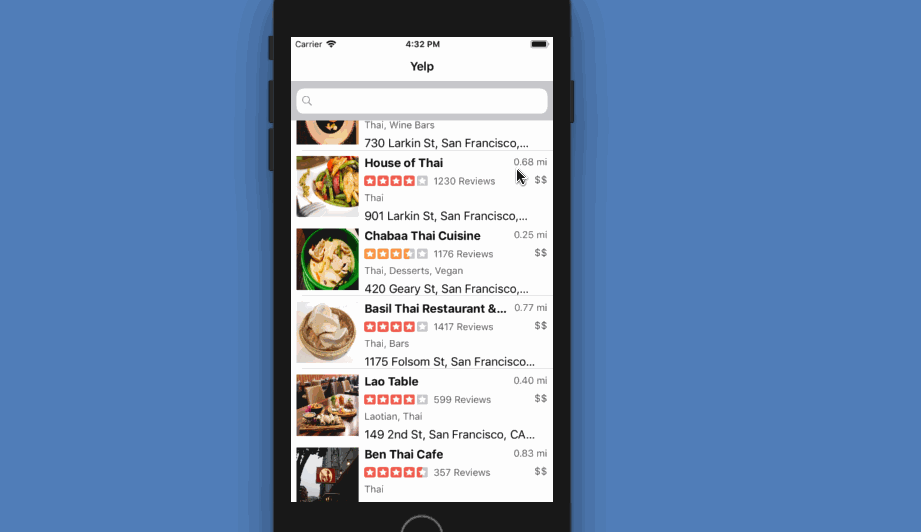 Carrier 4:32 PM
Yelp
Thai, Wine Bars
730 Larkin St, San Francisco,...
House of Thai 0.68 mi
1230 Reviews $$
Thai
901 Larkin St, San Francisco,...
Chabaa Thai Cuisine 0.25 mi
1176 Reviews $$
Thai, Desserts, Vegan
420 Geary St, San Francisco,...
Basil Thai Restaurant &... 0.77 mi
1417 Reviews $$
Thai, Bars
1175 Folsom St, San Francisco...
Lao Table 0.40 mi
599 Reviews $$
Laotian, Thai
149 2nd St, San Francisco, CA...
Ben Thai Cafe 0.83 mi
357 Reviews $$
Thai